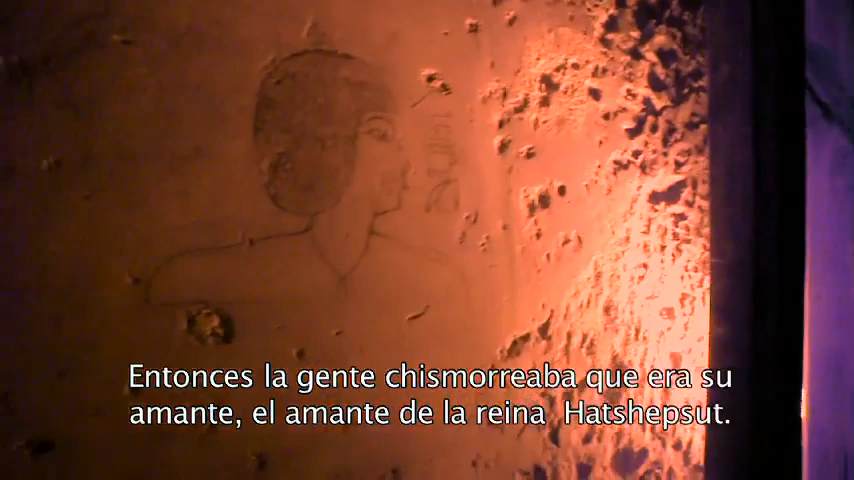 Entonces la gente chismorreaba que era su
amante, el amante de la reina Hatshepsut.